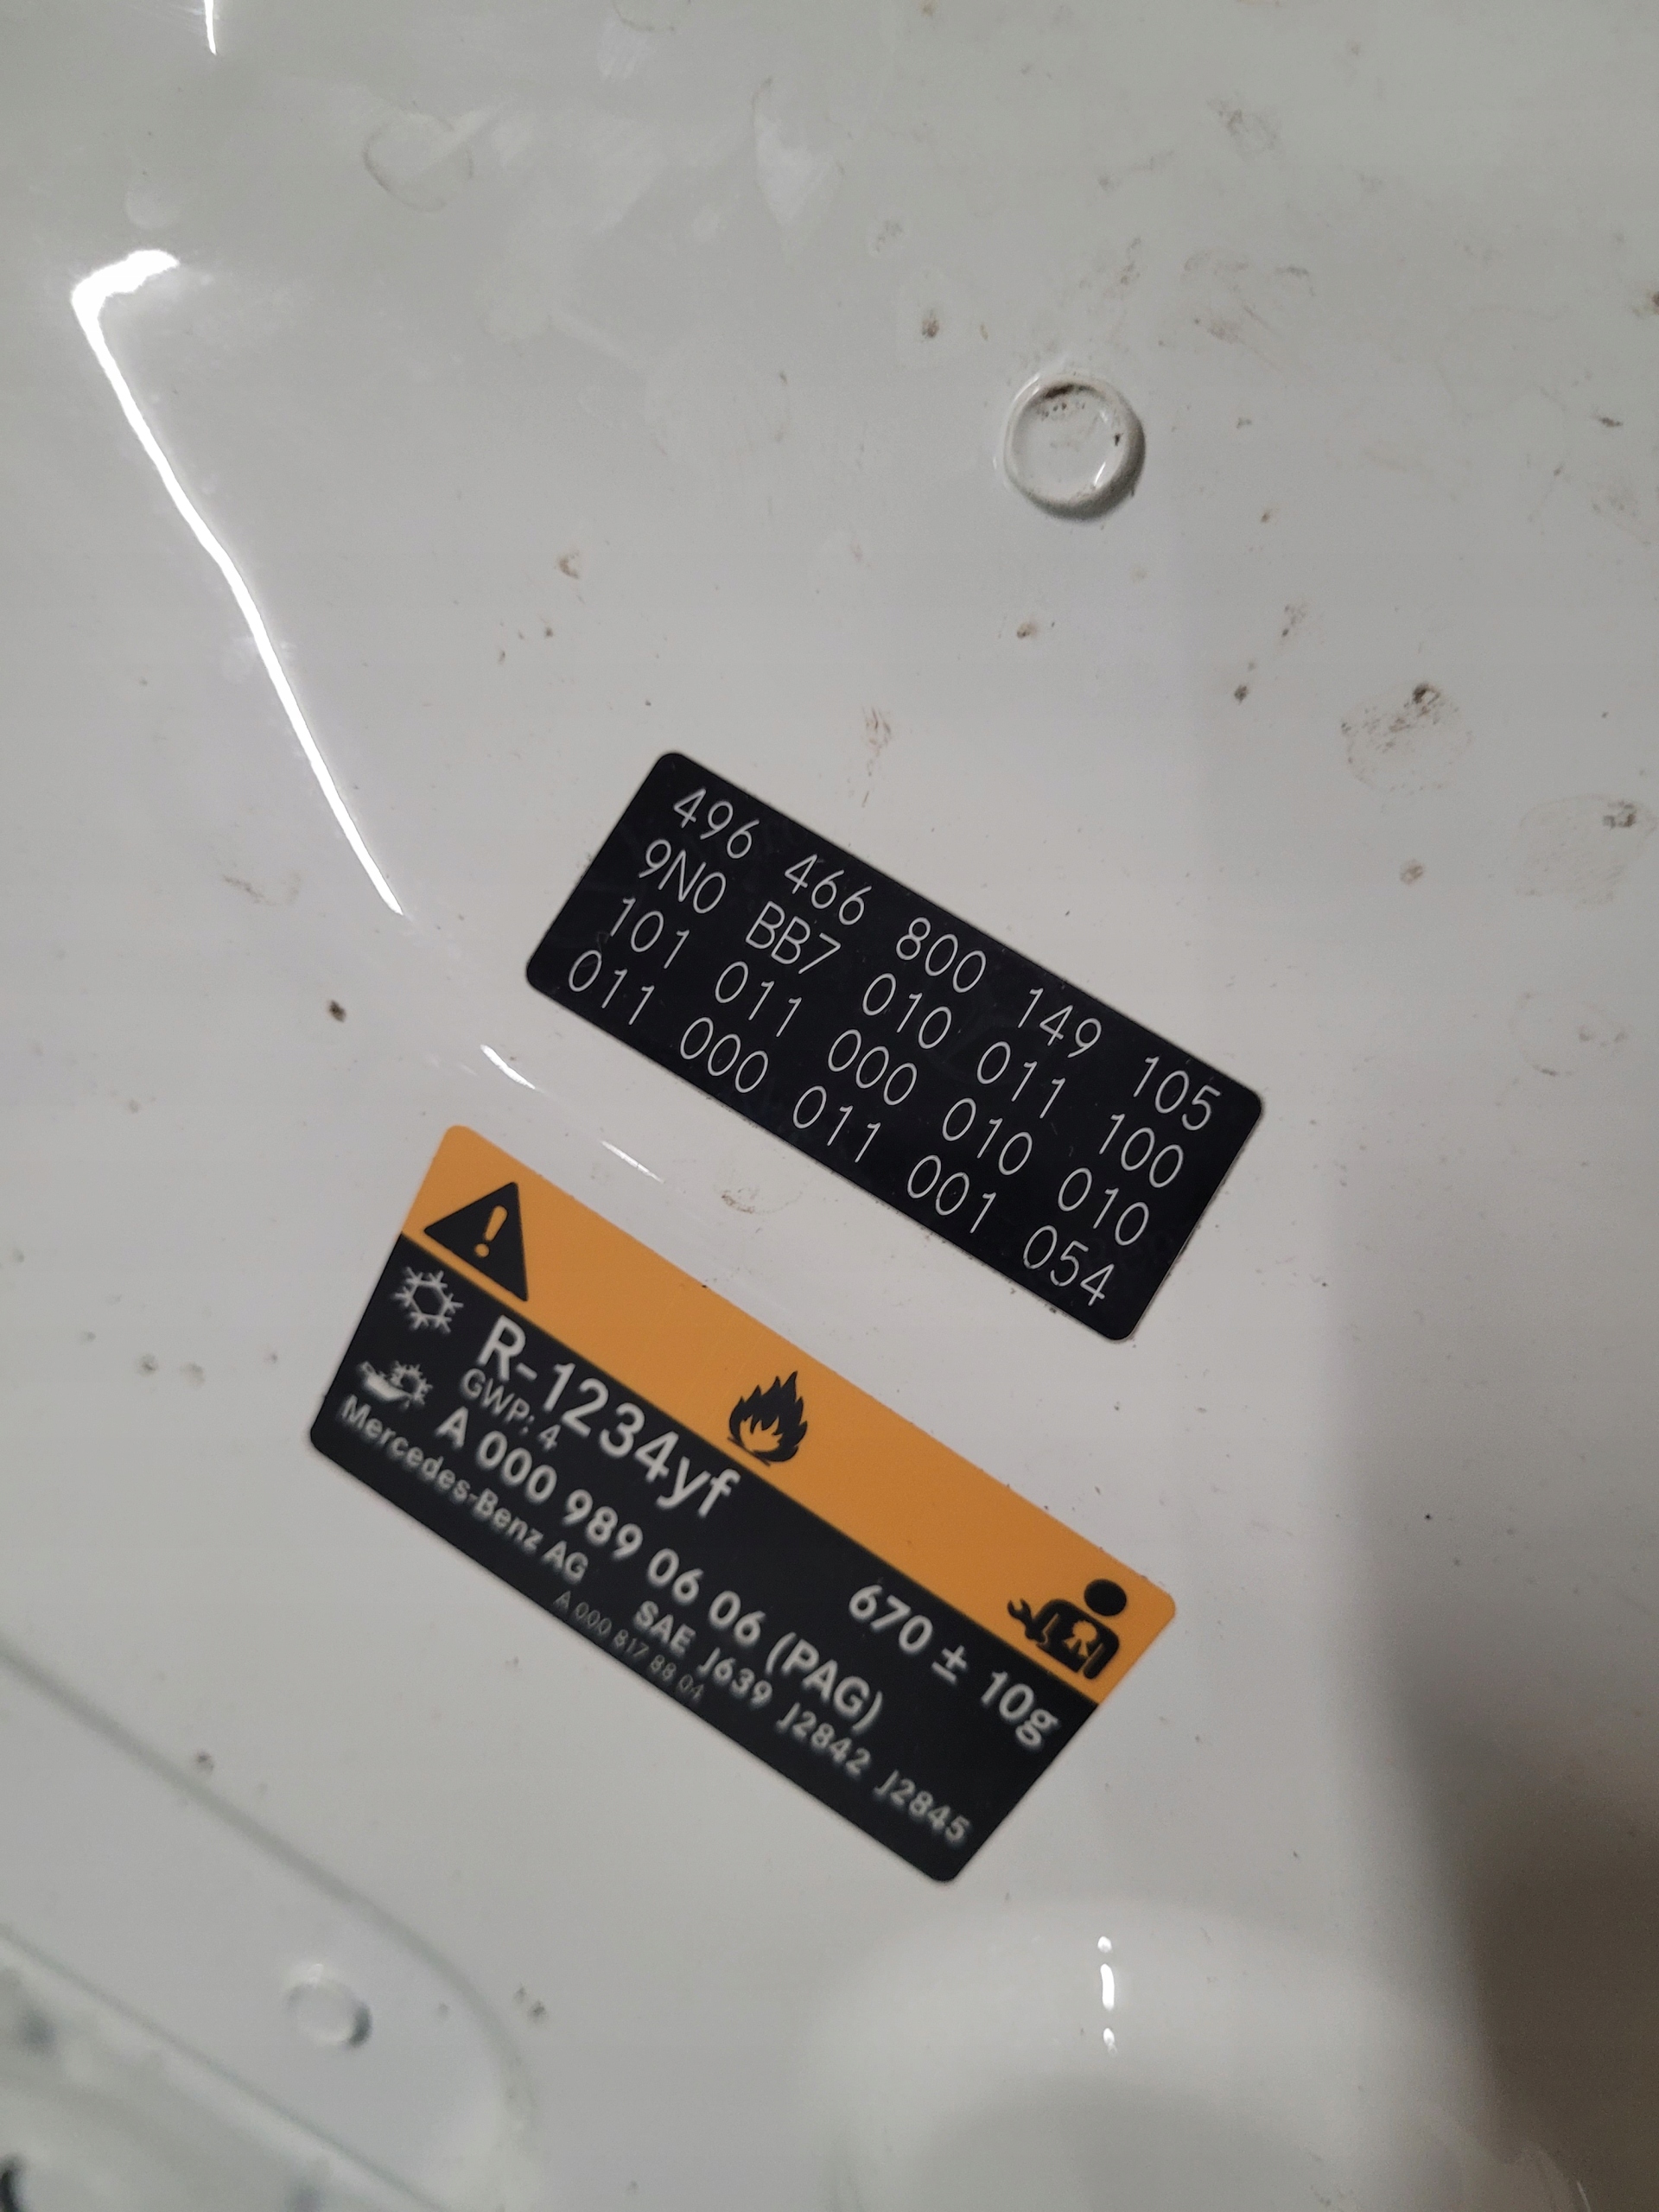 496 466 800 149 105
9N0 BB7 010 011 100
101 011 000 010 010
011 000 011 001 054
R-1234yf 670 ± 10g
GWP: 4
A 000 989 06 06 (PAG)
Mercedes-Benz AG SAE J639 J2842 J2845
A 000 817 88 04